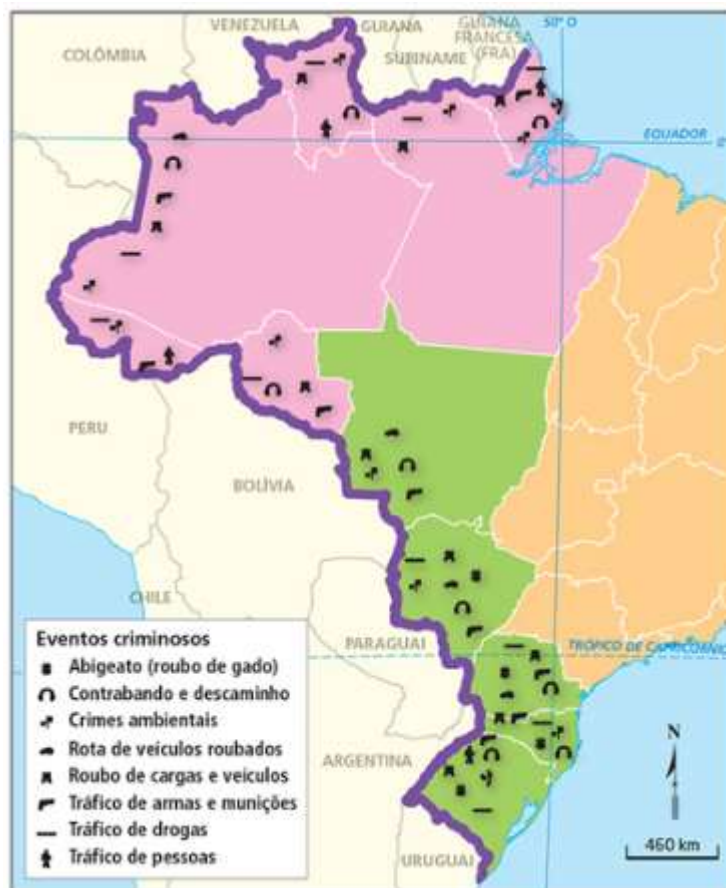 VENEZUELA
GUIANA
GUIANA
FRANCESA
(FRA)
50° O
COLÔMBIA
SURINAME
EQUADOR
0°
PERU
BOLÍVIA
CHILE
PARAGUAI
TRÓPICO DE CAPRICÓRNIO
ARGENTINA
URUGUAI
Eventos criminosos
Abigeato (roubo de gado)
Contrabando e descaminho
Crimes ambientais
Rota de veículos roubados
Roubo de cargas e veículos
Tráfico de armas e munições
Tráfico de drogas
Tráfico de pessoas
N
460 km